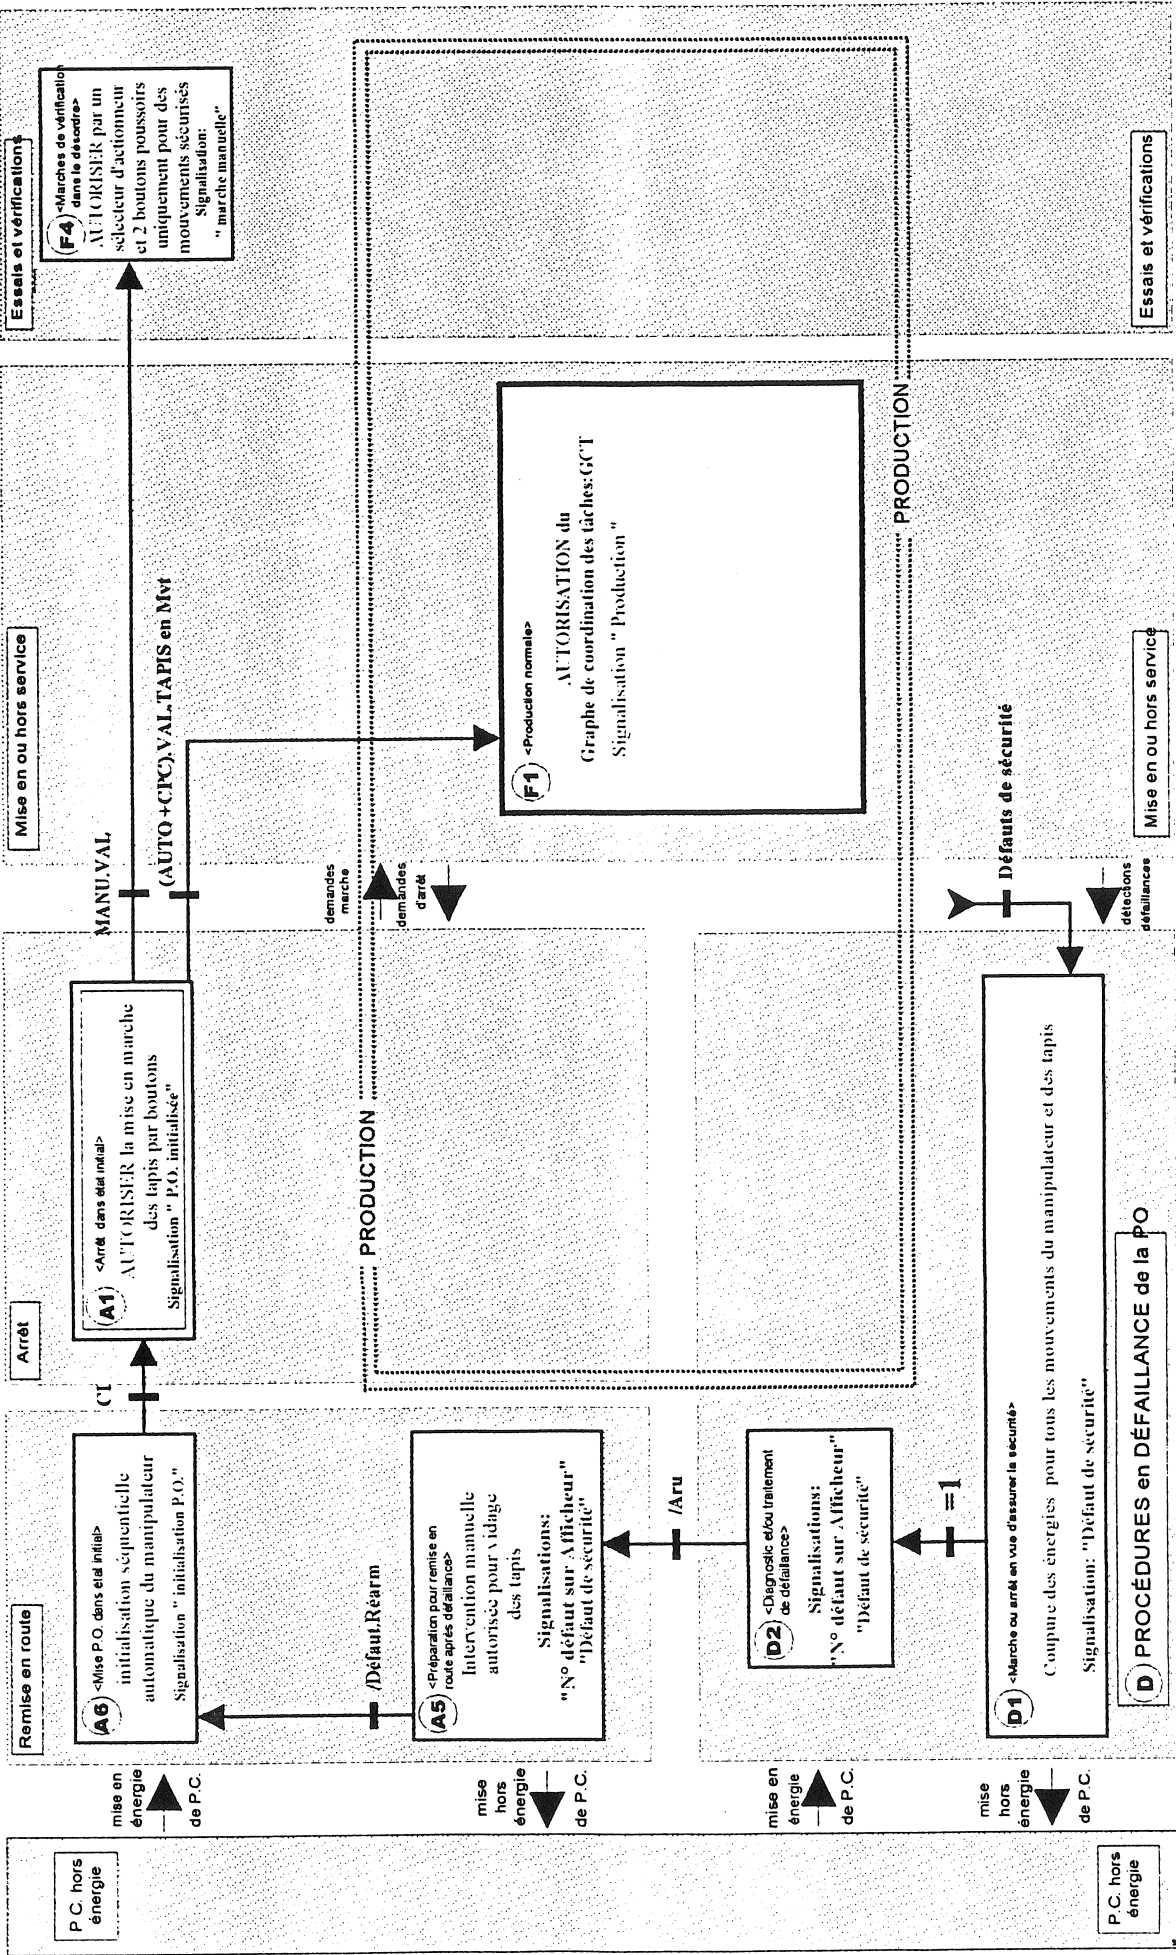 P.C. hors
énergie
mise en
énergie
de P.C.
mise
hors
énergie
de P.C.
mise en
énergie
de P.C.
mise
hors
énergie
de P.C.
P.C. hors
énergie
Remise en route
A6 <Mise P.O. dans état initial>
initialisation séquentielle
automatique du manipulateur
Signalisation " initialisation P.O."
CI
/Défaut.Réarm
A5 <Préparation pour remise en
route après défaillance>
Intervention manuelle
autorisée pour vidage
des tapis
Signalisations:
"N° défaut sur Afficheur"
"Défaut de sécurité"
/Aru
D2 <Diagnostic et/ou traitement
de défaillance>
Signalisations:
"N° défaut sur Afficheur"
"Défaut de sécurité"
=1
D1 <Marche ou arrêt en vue d'assurer la sécurité>
Coupure des énergies pour tous les mouvements du manipulateur et des tapis
Signalisation: "Défaut de sécurité"
D PROCÉDURES en DÉFAILLANCE de la PO
Arrêt
A1 <Arrêt dans état initial>
AUTORISER la mise en marche
des tapis par boutons
Signalisation " P.O. initialisée"
MANU.VAL
(AUTO+CPC).VAL.TAPIS en Mvt
PRODUCTION
demandes
marche
demandes
d'arrêt
Défauts de sécurité
détections
défaillances
Mise en ou hors service
F1 <Production normale>
AUTORISATION du
Graphe de coordination des tâches:GCT
Signalisation " Production "
PRODUCTION
Mise en ou hors service
Essais et vérifications
F4 <Marches de vérification
dans le désordre>
AUTORISER par un
sélecteur d'actionneur
et 2 boutons poussoirs
uniquement pour des
mouvements sécurisés
Signalisation:
" marche manuelle"
Essais et vérifications